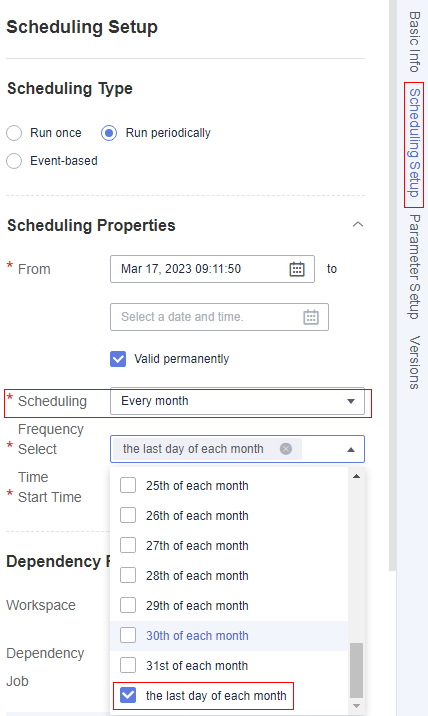 Scheduling Setup
Scheduling Type
Run once
Run periodically
Event-based
Scheduling Properties
* From
Mar 17, 2023 09:11:50
to
Select a date and time.
Valid permanently
* Scheduling Frequency
Every month
* Select Time
the last day of each month
* Start Time
25th of each month
26th of each month
27th of each month
28th of each month
29th of each month
30th of each month
31st of each month
the last day of each month
Dependency
Workspace
Dependency Job
Basic Info
Scheduling Setup
Parameter Setup
Versions